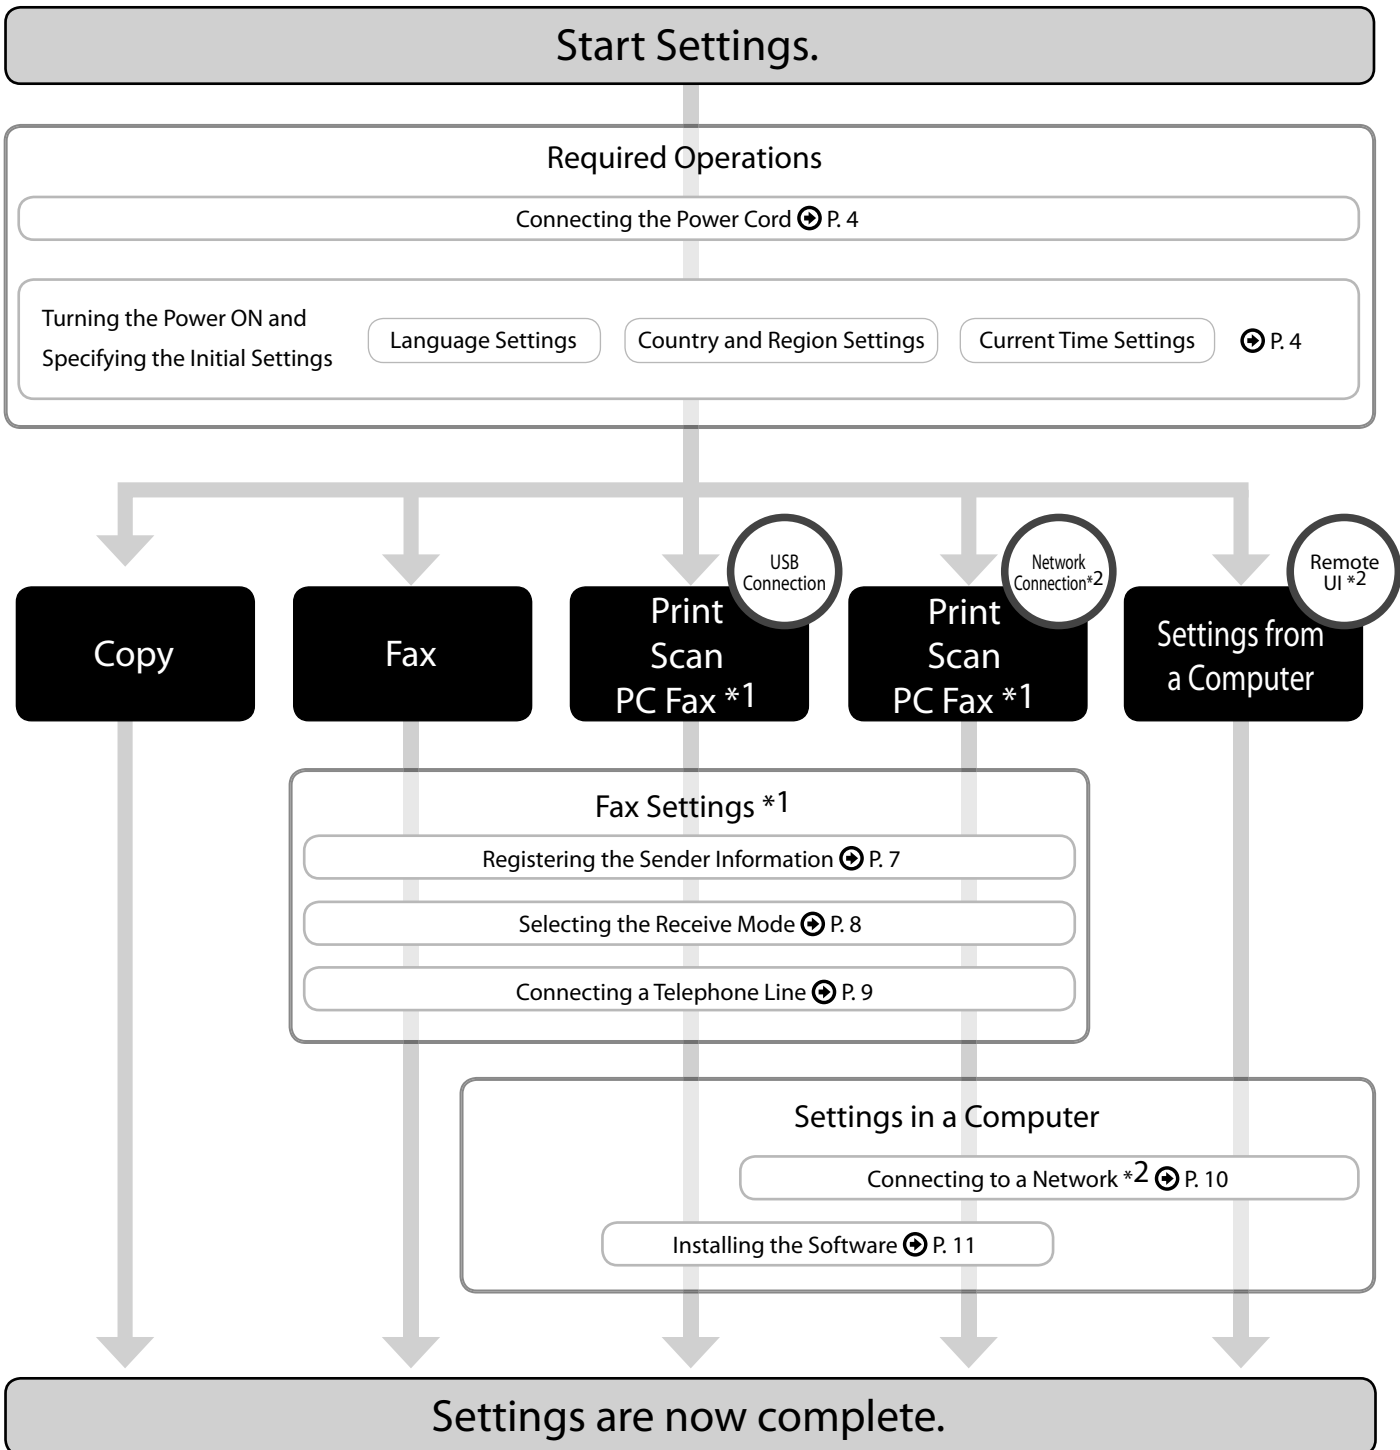 Start Settings.
Required Operations
Connecting the Power Cord P. 4
Turning the Power ON and
Specifying the Initial Settings
Language Settings
Country and Region Settings
Current Time Settings
P. 4
Copy
Fax
USB
Connection
Print
Scan
PC Fax *1
Network
Connection*2
Print
Scan
PC Fax *1
Remote
UI *2
Settings from
a Computer
Fax Settings *1
Registering the Sender Information P. 7
Selecting the Receive Mode P. 8
Connecting a Telephone Line P. 9
Settings in a Computer
Connecting to a Network *2 P. 10
Installing the Software P. 11
Settings are now complete.